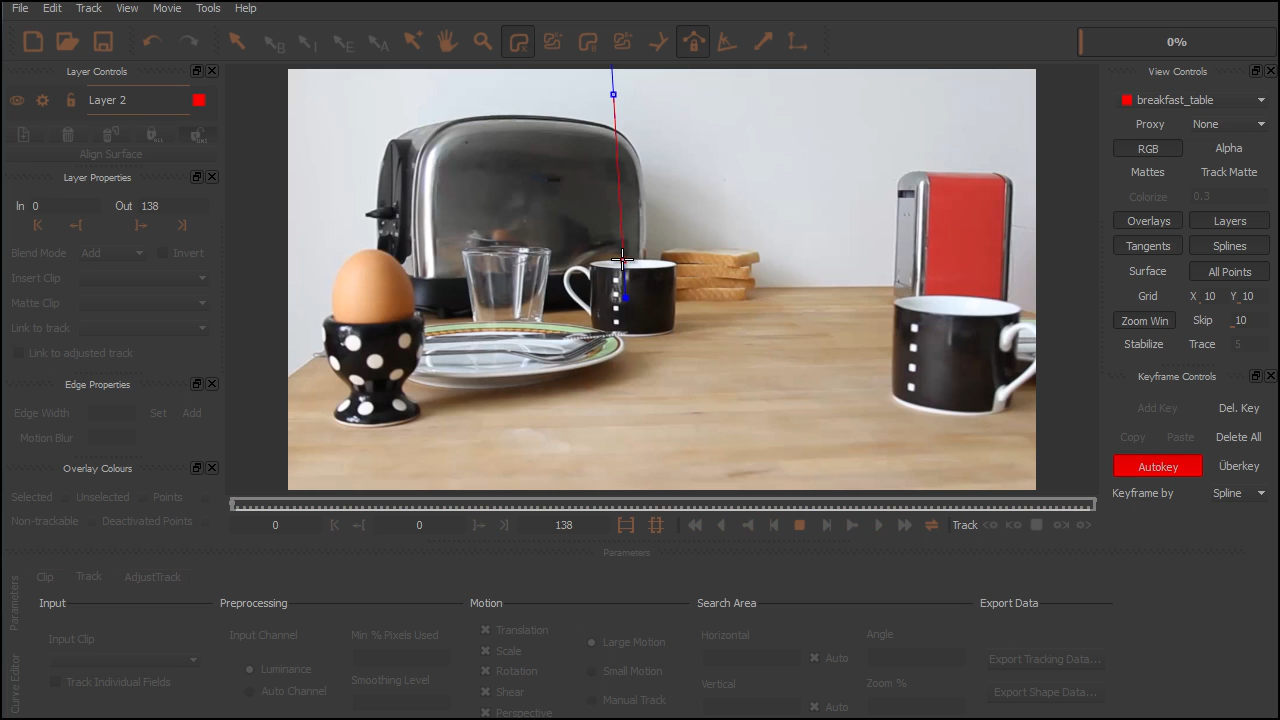 File Edit Track View Movie Tools Help
0%
Layer Controls
Layer 2
Align Surface
Layer Properties
In 0 Out 138
Blend Mode Add Invert
Insert Clip
Matte Clip
Link to track
Link to adjusted track
Edge Properties
Edge Width Set Add
Motion Blur
Overlay Colours
Selected Unselected Points
Non-trackable Deactivated Points
View Controls
breakfast_table
Proxy None
RGB Alpha
Mattes Track Matte
Colorize 0.3
Overlays Layers
Tangents Splines
Surface All Points
Grid X 10 Y 10
Zoom Win Skip 10
Stabilize Trace 5
Keyframe Controls
Add Key Del. Key
Copy Paste Delete All
Autokey Überkey
Keyframe by Spline
0 0 138 Track
Parameters
Parameters
Curve Editor
Clip Track AdjustTrack
Input
Input Clip
Track Individual Fields
Preprocessing
Input Channel Min % Pixels Used
Luminance
Smoothing Level
Auto Channel
Motion
Translation
Scale
Rotation
Shear
Perspective
Large Motion
Small Motion
Manual Track
Search Area
Horizontal Angle
Auto
Vertical Zoom %
Auto
Export Data
Export Tracking Data...
Export Shape Data...